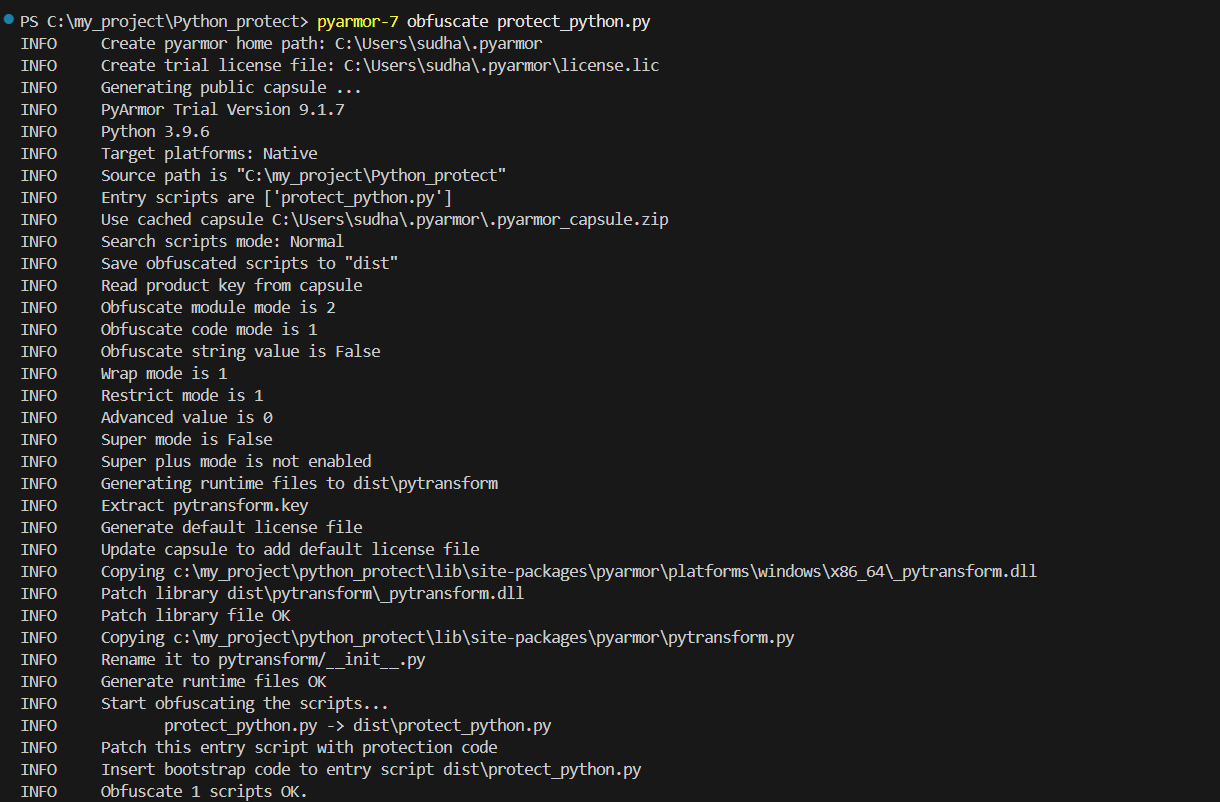 PS C:\my_project\Python_protect> pyarmor-7 obfuscate protect_python.py
INFO     Create pyarmor home path: C:\Users\sudha\.pyarmor
INFO     Create trial license file: C:\Users\sudha\.pyarmor\license.lic
INFO     Generating public capsule ...
INFO     PyArmor Trial Version 9.1.7
INFO     Python 3.9.6
INFO     Target platforms: Native
INFO     Source path is "C:\my_project\Python_protect"
INFO     Entry scripts are ['protect_python.py']
INFO     Use cached capsule C:\Users\sudha\.pyarmor\.pyarmor_capsule.zip
INFO     Search scripts mode: Normal
INFO     Save obfuscated scripts to "dist"
INFO     Read product key from capsule
INFO     Obfuscate module mode is 2
INFO     Obfuscate code mode is 1
INFO     Obfuscate string value is False
INFO     Wrap mode is 1
INFO     Restrict mode is 1
INFO     Advanced value is 0
INFO     Super mode is False
INFO     Super plus mode is not enabled
INFO     Generating runtime files to dist\pytransform
INFO     Extract pytransform.key
INFO     Generate default license file
INFO     Update capsule to add default license file
INFO     Copying c:\my_project\python_protect\lib\site-packages\pyarmor\platforms\windows\x86_64\_pytransform.dll
INFO     Patch library dist\pytransform\_pytransform.dll
INFO     Patch library file OK
INFO     Copying c:\my_project\python_protect\lib\site-packages\pyarmor\pytransform.py
INFO     Rename it to pytransform/__init__.py
INFO     Generate runtime files OK
INFO     Start obfuscating the scripts...
INFO            protect_python.py -> dist\protect_python.py
INFO     Patch this entry script with protection code
INFO     Insert bootstrap code to entry script dist\protect_python.py
INFO     Obfuscate 1 scripts OK.